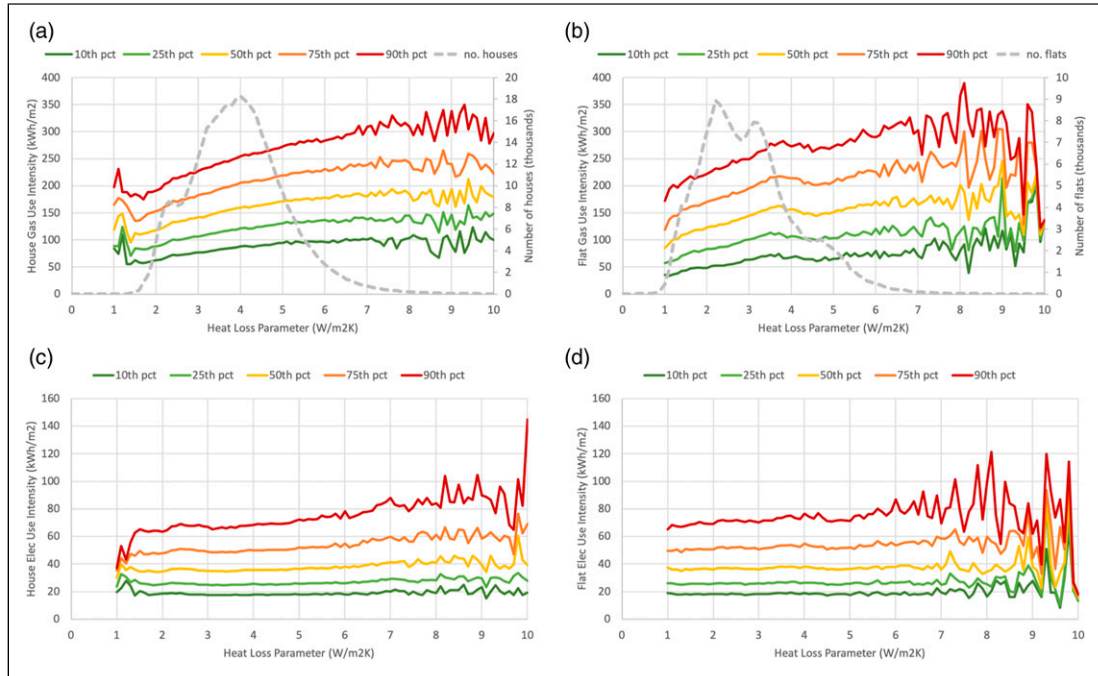 (a)
10th pct 25th pct 50th pct 75th pct 90th pct no. houses
House Gas Use Intensity (kWh/m2)
400
350
300
250
200
150
100
50
0
20
18
16
14
12
10
8
6
4
2
0
Number of houses (thousands)
0 1 2 3 4 5 6 7 8 9 10
Heat Loss Parameter (W/m2K)
(b)
10th pct 25th pct 50th pct 75th pct 90th pct no. flats
Flat Gas Use Intensity (kWh/m2)
400
350
300
250
200
150
100
50
0
10
9
8
7
6
5
4
3
2
1
0
Number of flats (thousands)
0 1 2 3 4 5 6 7 8 9 10
Heat Loss Parameter (W/m2K)
(c)
10th pct 25th pct 50th pct 75th pct 90th pct
House Elec Use Intensity (kWh/m2)
160
140
120
100
80
60
40
20
0
0 1 2 3 4 5 6 7 8 9 10
Heat Loss Parameter (W/m2K)
(d)
10th pct 25th pct 50th pct 75th pct 90th pct
Flat Elec Use Intensity (kWh/m2)
160
140
120
100
80
60
40
20
0
0 1 2 3 4 5 6 7 8 9 10
Heat Loss Parameter (W/m2K)